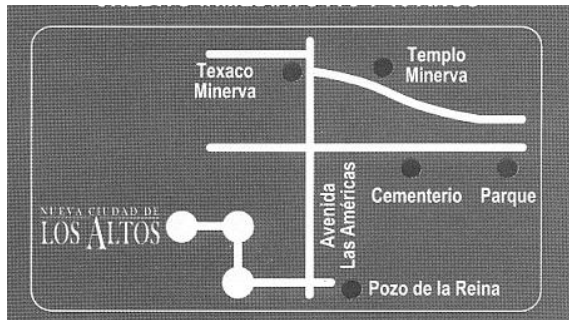 Texaco
Minerva
Templo
Minerva
Avenida
Las Américas
Cementerio
Parque
NUEVA CIUDAD DE
LOS ALTOS
Pozo de la Reina